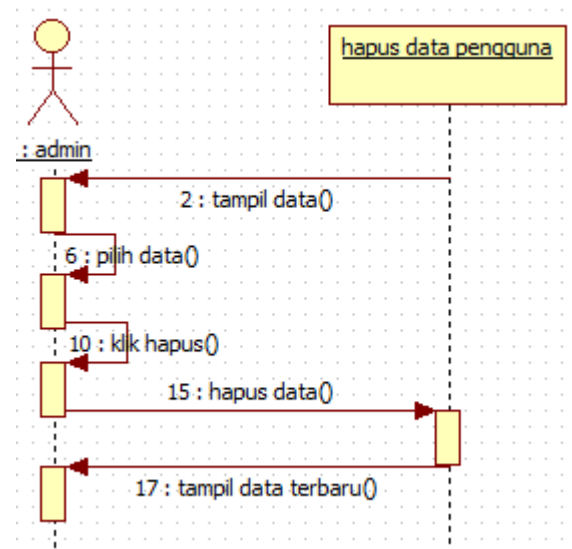 hapus data pengguna
: admin
2 : tampil data()
6 : pilih data()
10 : klik hapus()
15 : hapus data()
17 : tampil data terbaru()